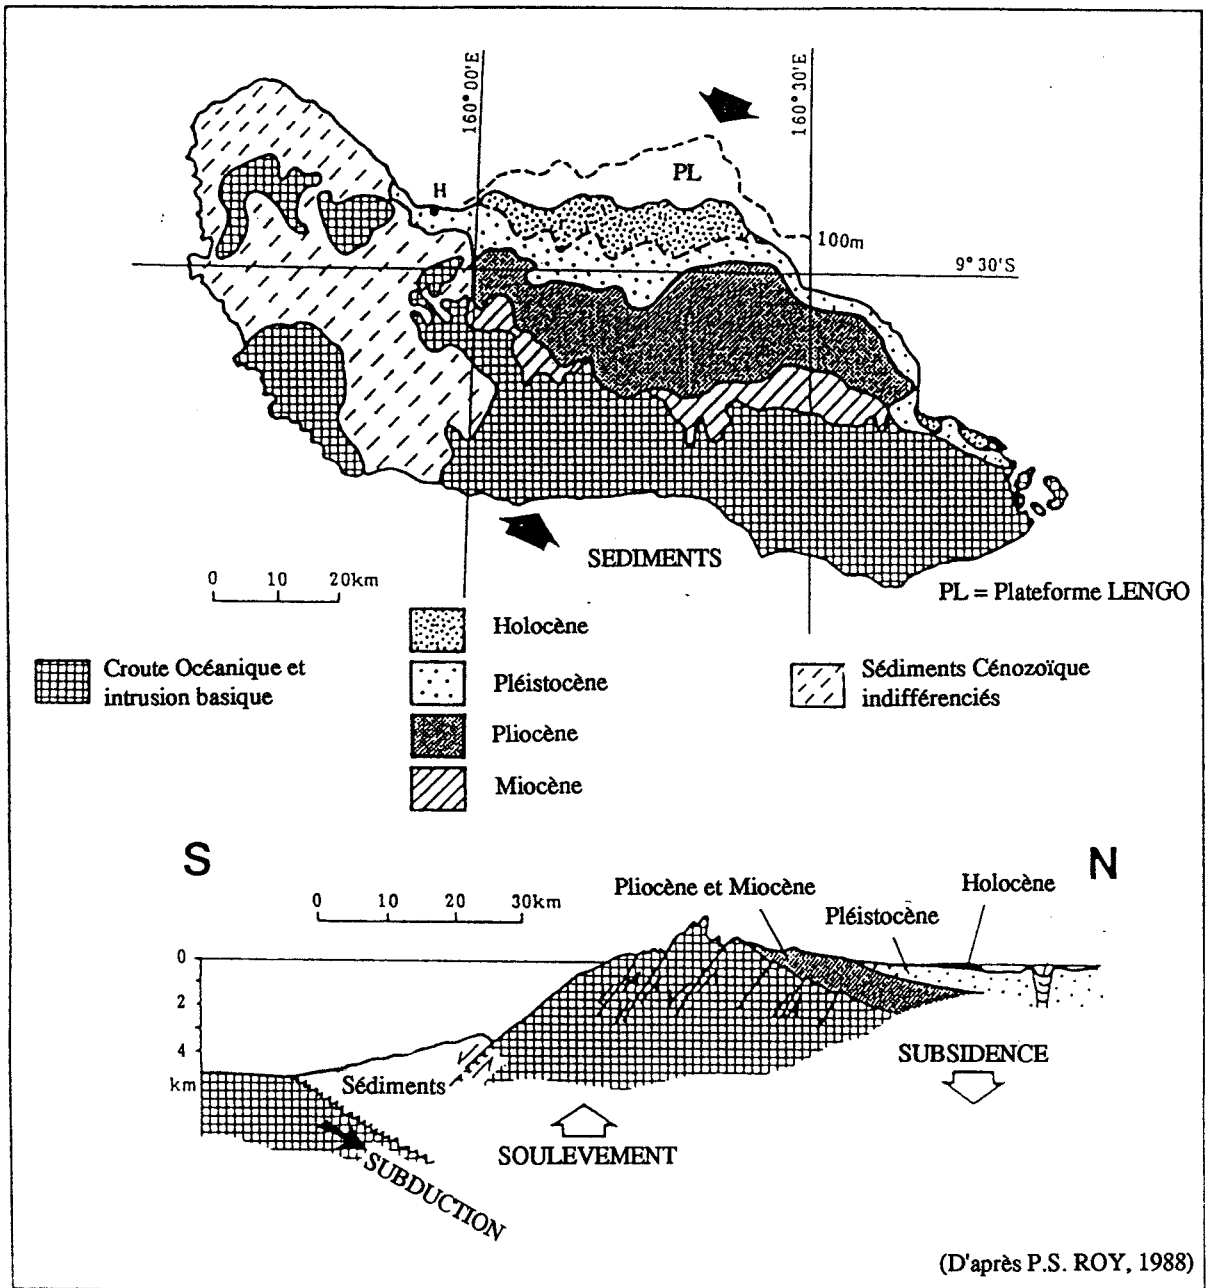 160°00'E
160°30'E
PL
H
100m
9°30'S
SEDIMENTS
0 10 20km
PL = Plateforme LENGO
Holocène
Croute Océanique et
intrusion basique
Pléistocène
Sédiments Cénozoïque
indifférenciés
Pliocène
Miocène
S
N
0 10 20 30km
Pliocène et Miocène
Holocène
Pléistocène
0
2
4
km
Sédiments
SUBSIDENCE
SOULEVEMENT
SUBDUCTION
(D'après P.S. ROY, 1988)